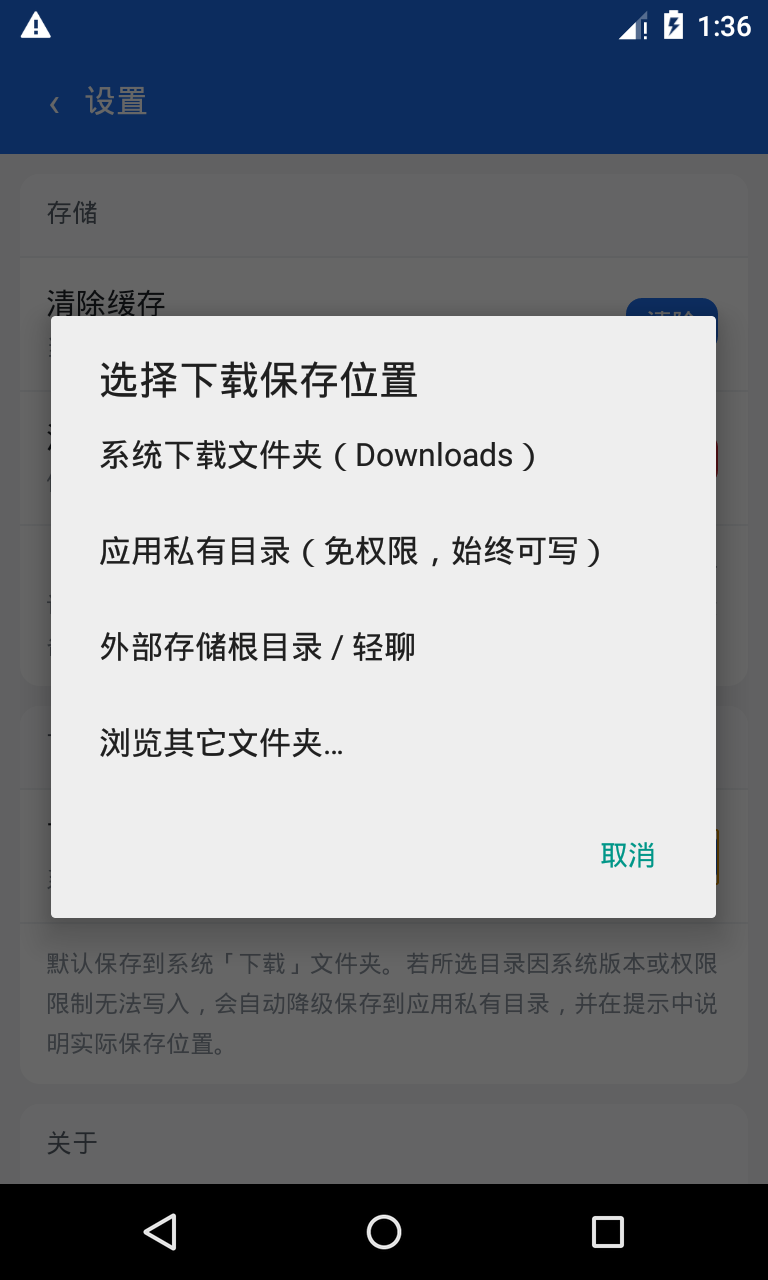 1:36
‹ 设置
存储
清除缓存
清除
选择下载保存位置
系统下载文件夹（Downloads）
应用私有目录（免权限，始终可写）
外部存储根目录 / 轻聊
浏览其它文件夹...
取消
默认保存到系统「下载」文件夹。若所选目录因系统版本或权限
限制无法写入，会自动降级保存到应用私有目录，并在提示中说
明实际保存位置。
关于